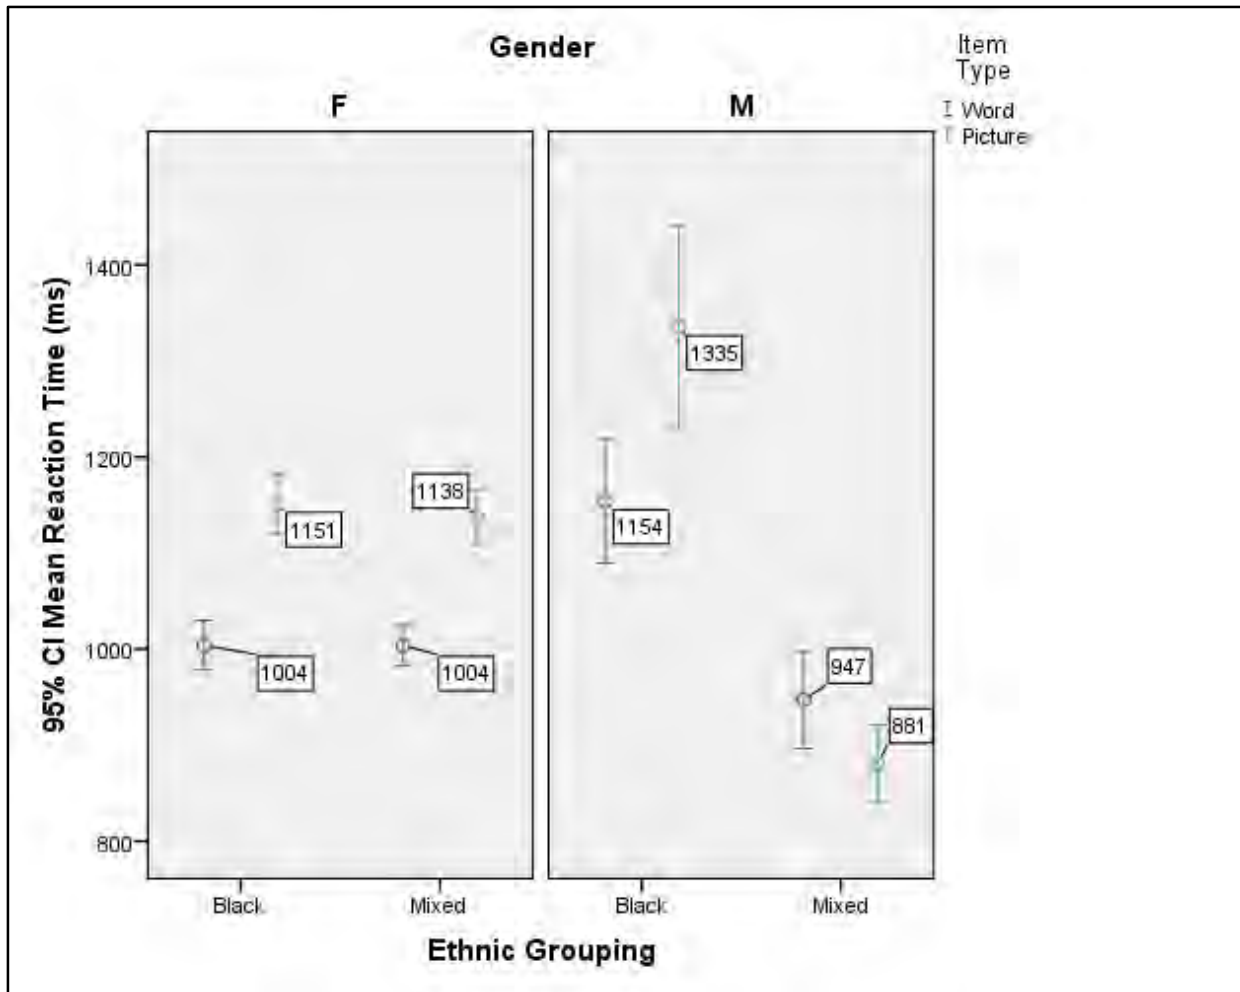 Gender
F
M
Item
Type
Word
Picture
95% CI Mean Reaction Time (ms)
1400
1200
1000
800
1151
1138
1004
1004
1335
1154
947
881
Black
Mixed
Black
Mixed
Ethnic Grouping